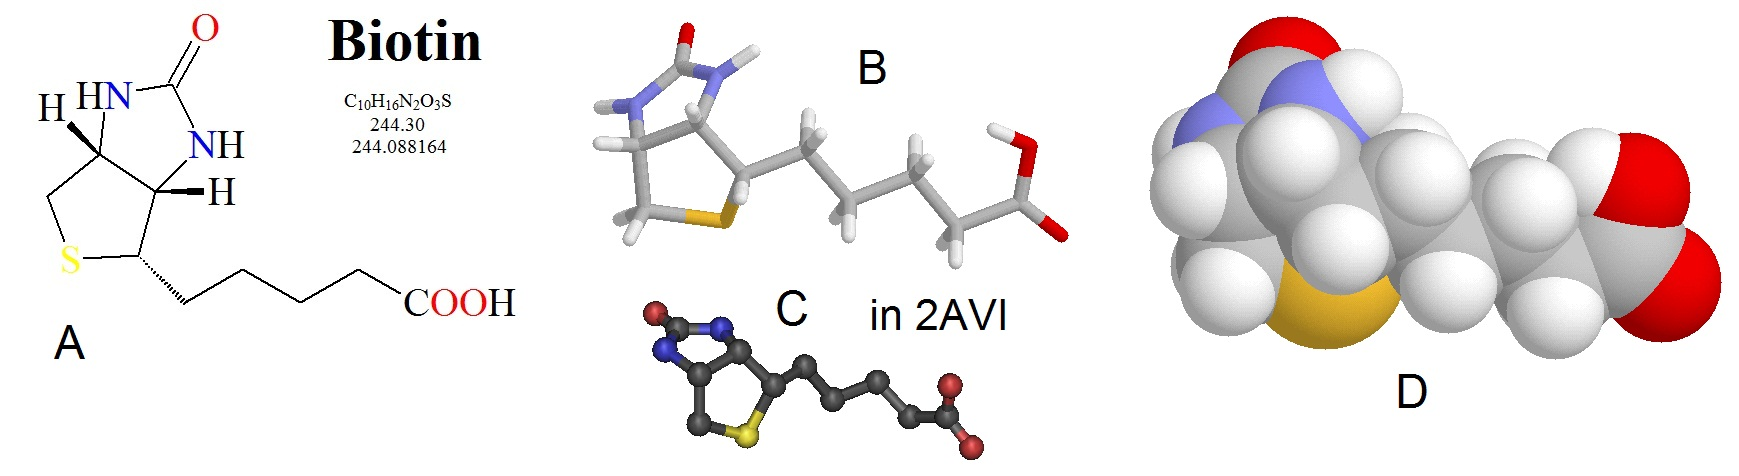 Biotin
C₁₀H₁₆N₂O₃S
244.30
244.088164
O
H
HN
NH
H
S
COOH
A
B
C
in 2AVI
D